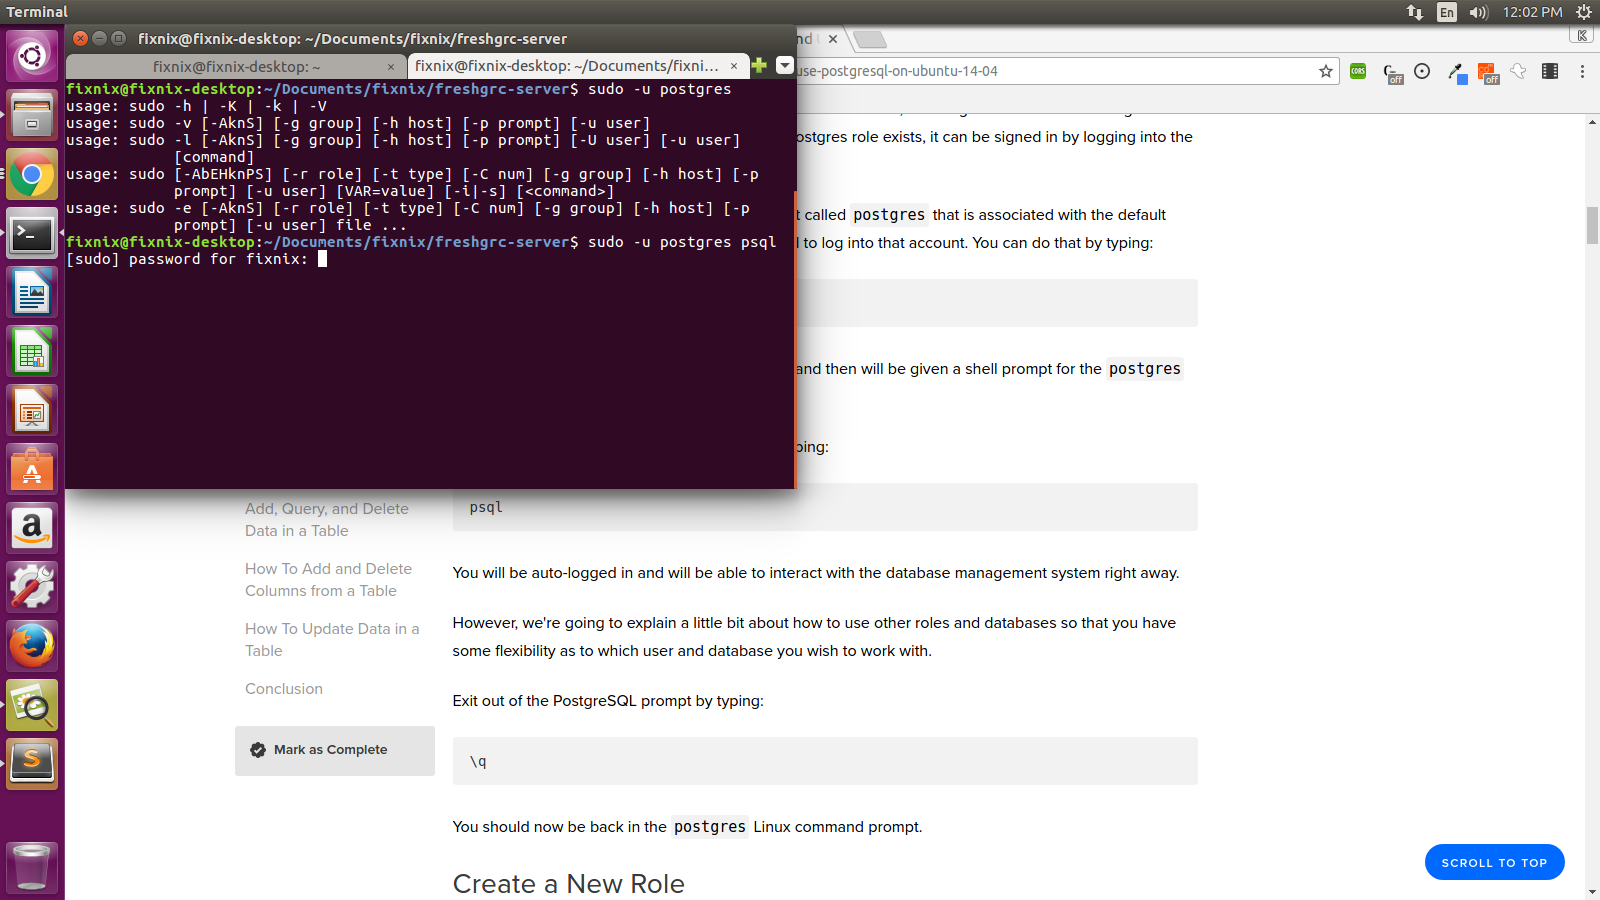 Terminal
En
12:02 PM
fixnix@fixnix-desktop: ~/Documents/fixnix/freshgrc-server
fixnix@fixnix-desktop: ~ ×
fixnix@fixnix-desktop: ~/Documents/fixni... ×
fixnix@fixnix-desktop:~/Documents/fixnix/freshgrc-server$ sudo -u postgres
usage: sudo -h | -K | -k | -V
usage: sudo -v [-AknS] [-g group] [-h host] [-p prompt] [-u user]
usage: sudo -l [-AknS] [-g group] [-h host] [-p prompt] [-U user] [-u user]
[command]
usage: sudo [-AbEHknPS] [-r role] [-t type] [-C num] [-g group] [-h host] [-p
prompt] [-u user] [VAR=value] [-i|-s] [<command>]
usage: sudo -e [-AknS] [-r role] [-t type] [-C num] [-g group] [-h host] [-p
prompt] [-u user] file ...
fixnix@fixnix-desktop:~/Documents/fixnix/freshgrc-server$ sudo -u postgres psql
[sudo] password for fixnix:
use-postgresql-on-ubuntu-14-04
CORS
off
off
K
ostgres role exists, it can be signed in by logging into the
t called postgres that is associated with the default
l to log into that account. You can do that by typing:
and then will be given a shell prompt for the postgres
ping:
psql
Add, Query, and Delete
Data in a Table
How To Add and Delete
Columns from a Table
How To Update Data in a
Table
Conclusion
Mark as Complete
You will be auto-logged in and will be able to interact with the database management system right away.
However, we're going to explain a little bit about how to use other roles and databases so that you have
some flexibility as to which user and database you wish to work with.
Exit out of the PostgreSQL prompt by typing:
\q
You should now be back in the postgres Linux command prompt.
Create a New Role
SCROLL TO TOP